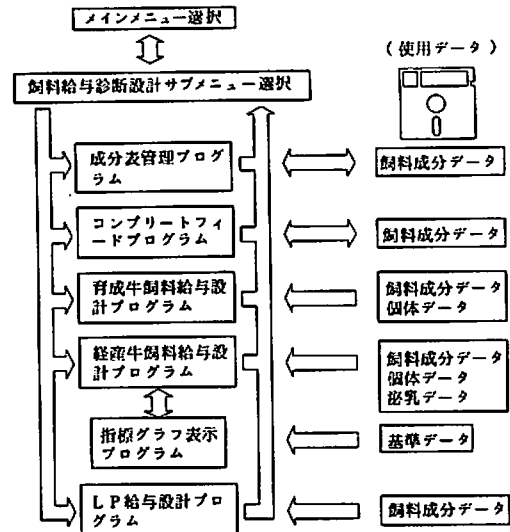 メインメニュー選択
(使用データ)
飼料給与診断設計サブメニュー選択
成分表管理プログ
ラム
飼料成分データ
コンプリートフィ
ードプログラム
飼料成分データ
育成牛飼料給与設
計プログラム
飼料成分データ
個体データ
経産牛飼料給与設
計プログラム
飼料成分データ
個体データ
泌乳データ
指標グラフ表示
プログラム
基準データ
LP給与設計プロ
グラム
飼料成分データ